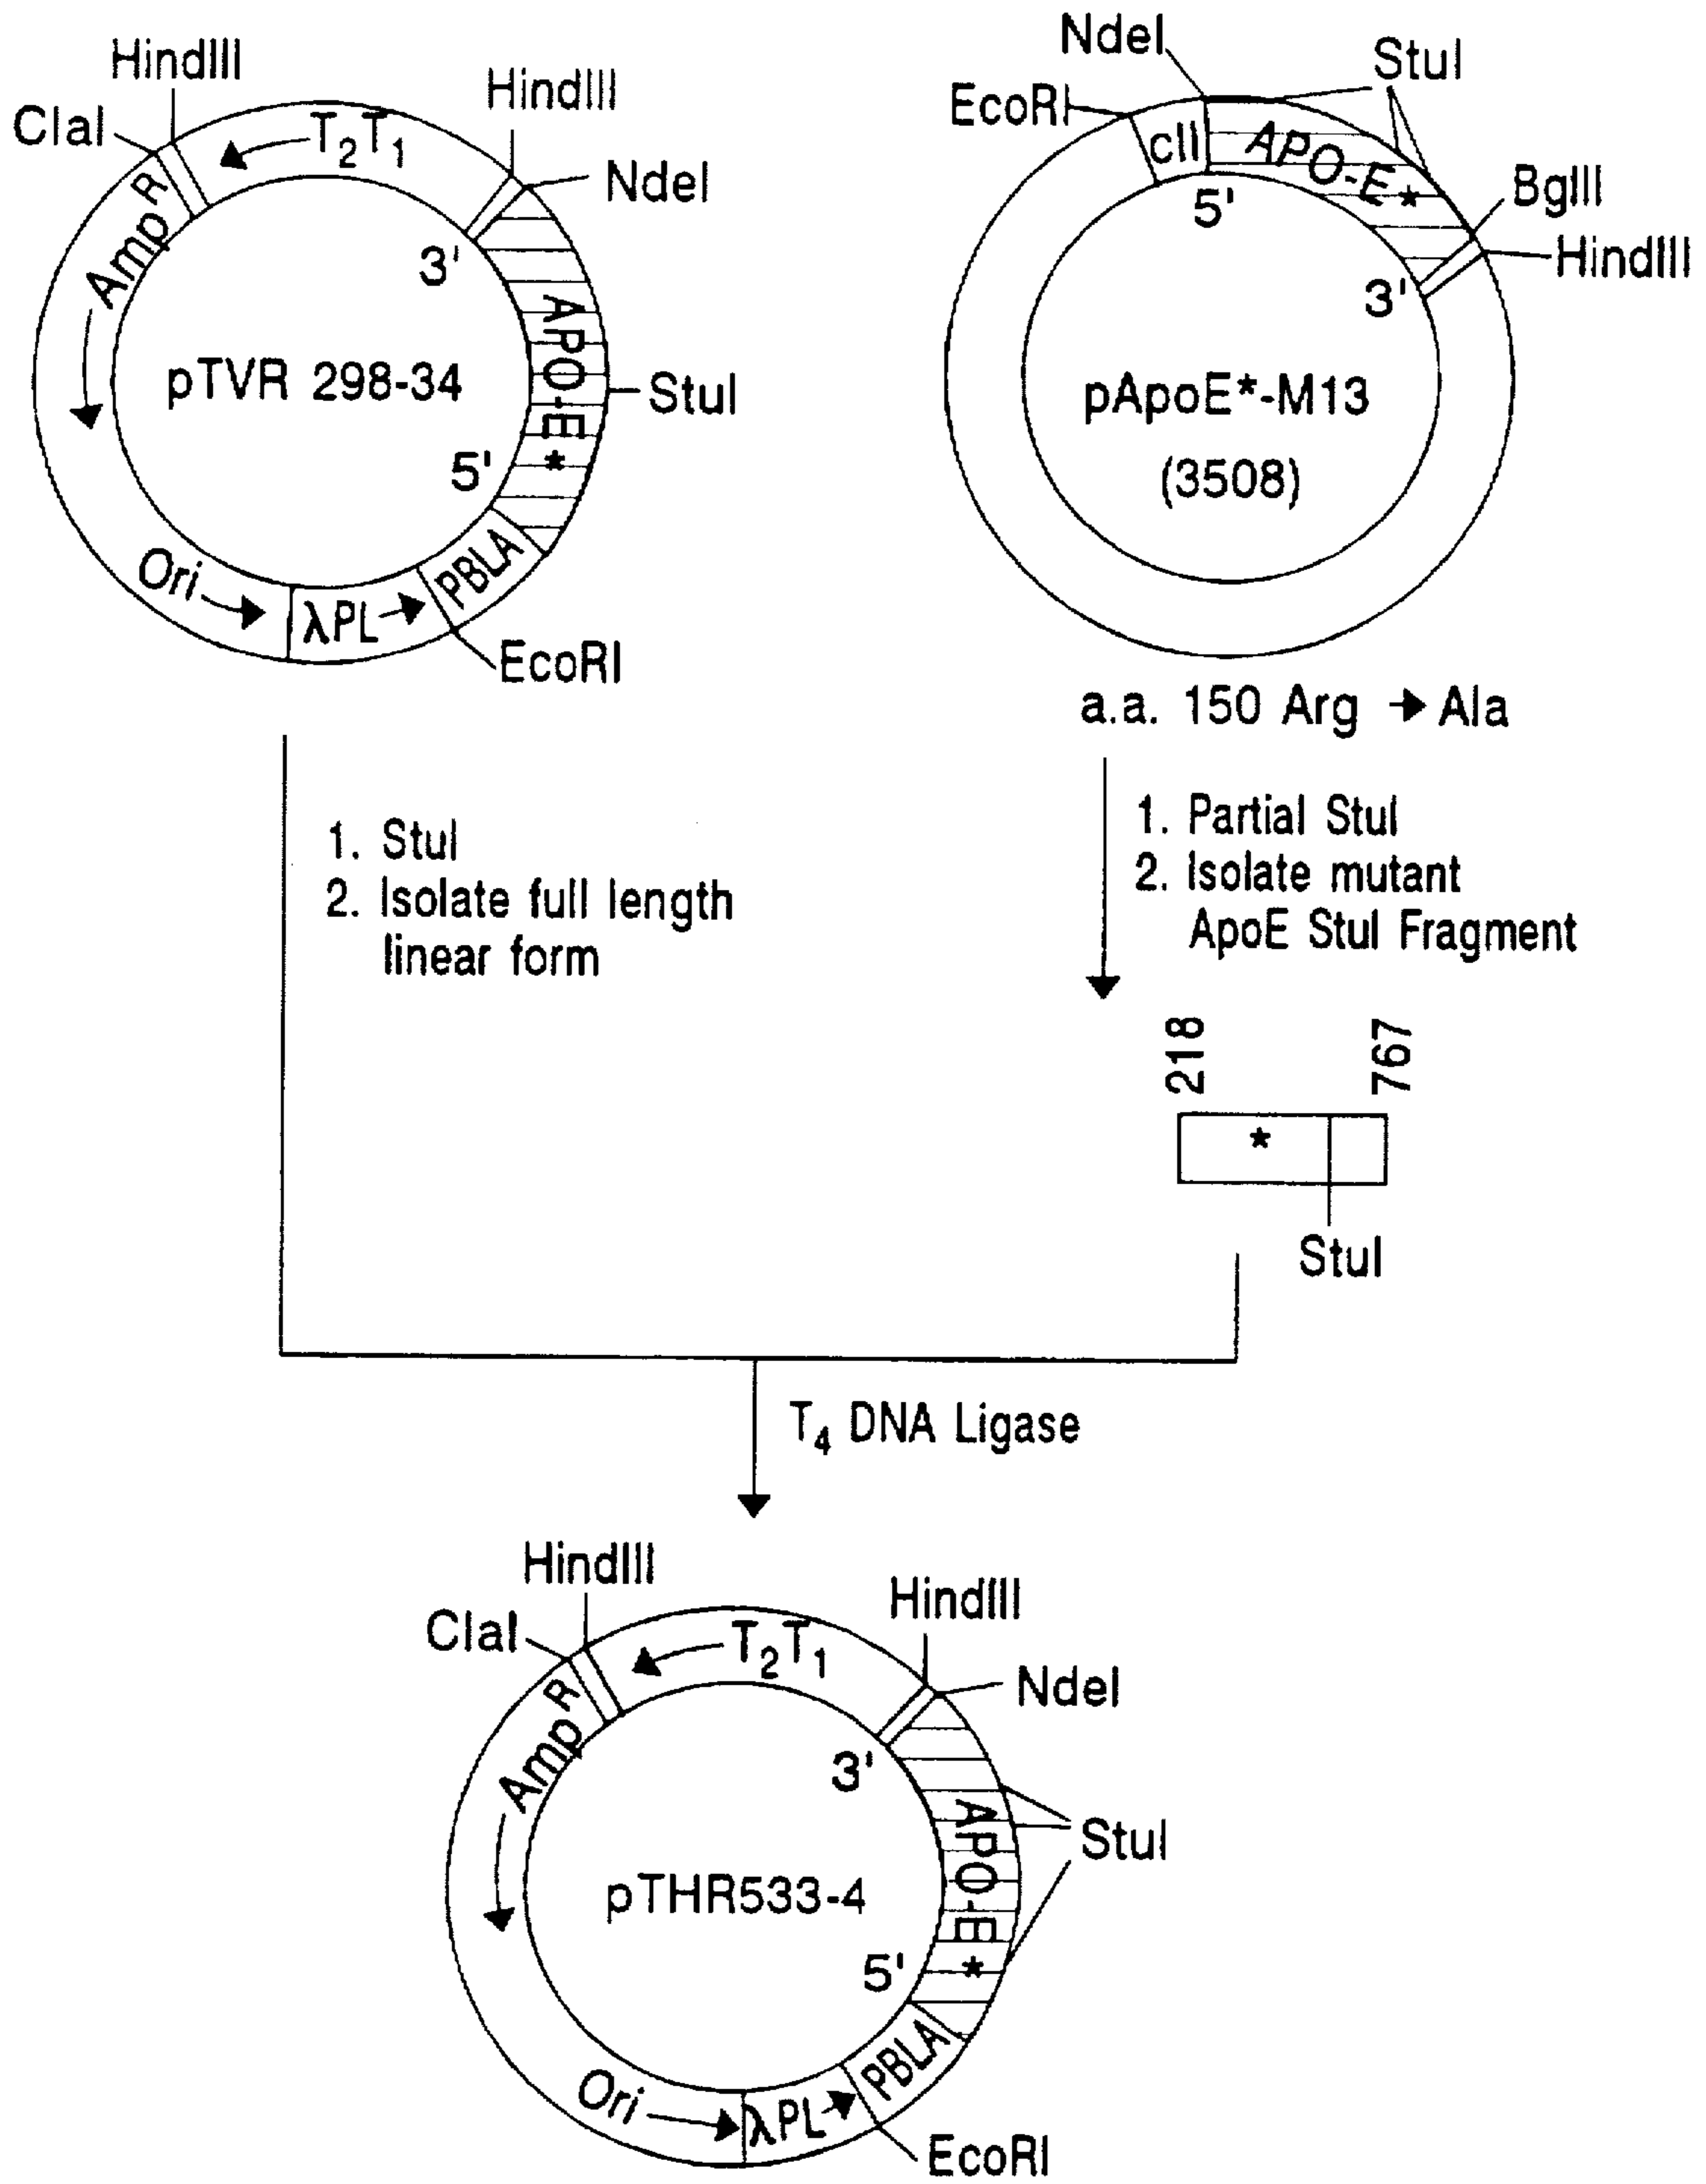 HindIII
ClaI
T2T1
HindIII
NdeI
AmpR
3'
pTVR 298-34
APO-E*
StuI
5'
Ori
λPL
PBLA
EcoRI
NdeI
StuI
EcoRI
cII
APO-E*
5'
BglII
HindIII
3'
pApoE*-M13
(3508)
a.a. 150 Arg → Ala
1. StuI
2. Isolate full length
linear form
1. Partial StuI
2. Isolate mutant
ApoE StuI Fragment
218
767
*
StuI
T4 DNA Ligase
HindIII
ClaI
T2T1
HindIII
NdeI
AmpR
3'
APO-E*
StuI
pTHR533-4
5'
Ori
λPL
PBLA
EcoRI